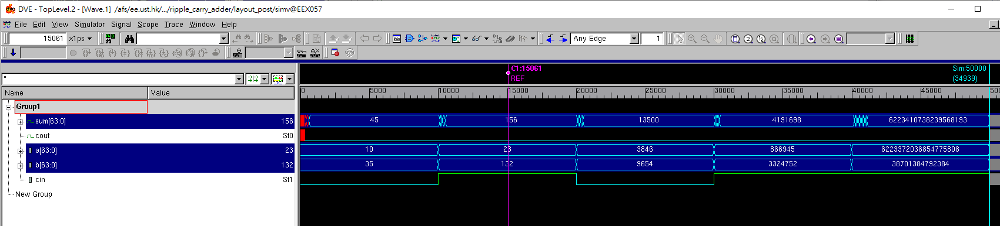 DVE - TopLevel.2 - [Wave.1] /afs/ee.ust.hk/.../ripple_carry_adder/layout_post/simv@EEX057
File Edit View Simulator Signal Scope Trace Window Help
15061 x1ps Any Edge 1
C1:15061 Sim:50000
REF (34939)
*
Name Value 0 5000 10000 15000 20000 25000 30000 35000 40000 45000 500
Group1
sum[63:0] 156 45 156 13500 4191698 6223410738239568193
cout St0
a[63:0] 23 10 23 3846 866945 6223372036854775808
b[63:0] 132 35 132 9654 3324752 38701384792384
cin St1
New Group